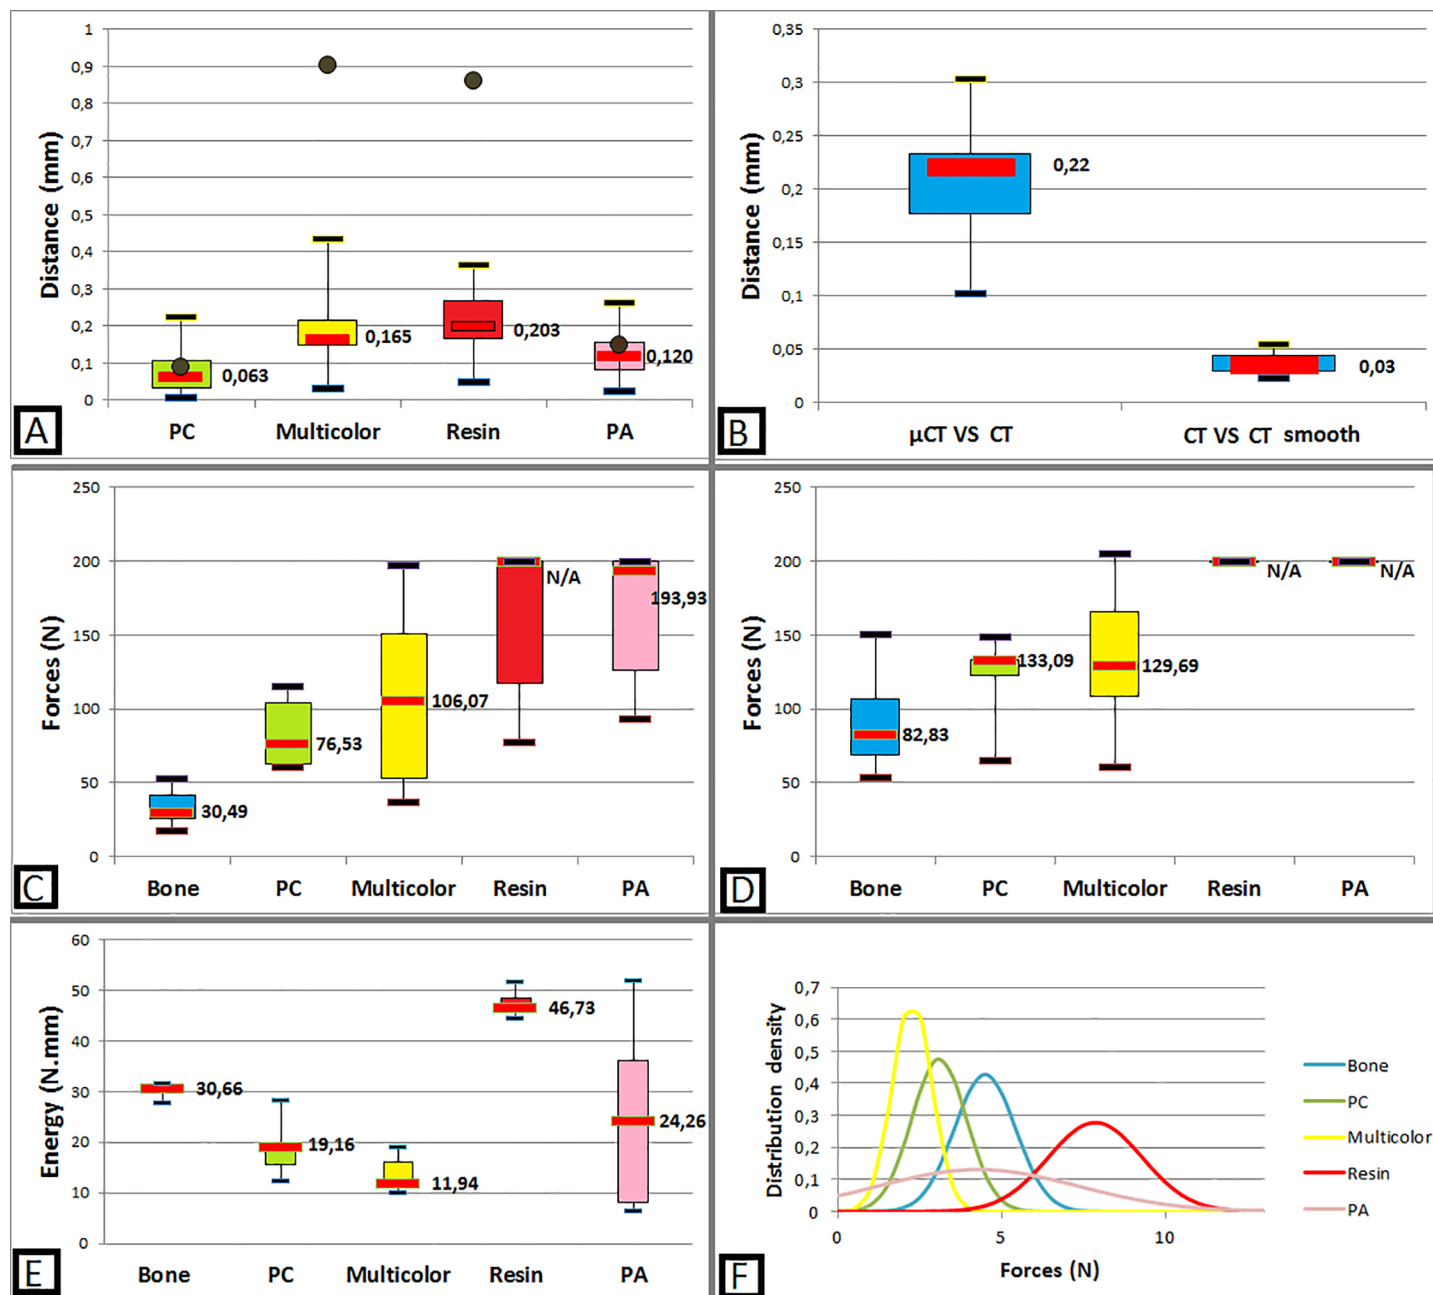 1
0,9
0,8
0,7
0,6
0,5
0,4
0,3
0,2
0,1
0
Distance (mm)
0,063
0,165
0,203
0,120
PC Multicolor Resin PA
A
0,35
0,3
0,25
0,2
0,15
0,1
0,05
0
Distance (mm)
0,22
0,03
µCT VS CT CT VS CT smooth
B
250
200
150
100
50
0
Forces (N)
30,49
76,53
106,07
N/A
193,93
Bone PC Multicolor Resin PA
C
250
200
150
100
50
0
Forces (N)
82,83
133,09
129,69
N/A
N/A
Bone PC Multicolor Resin PA
D
60
50
40
30
20
10
0
Energy (N.mm)
30,66
19,16
11,94
46,73
24,26
Bone PC Multicolor Resin PA
E
0,7
0,6
0,5
0,4
0,3
0,2
0,1
0
Distribution density
0 5 10
Forces (N)
Bone
PC
Multicolor
Resin
PA
F